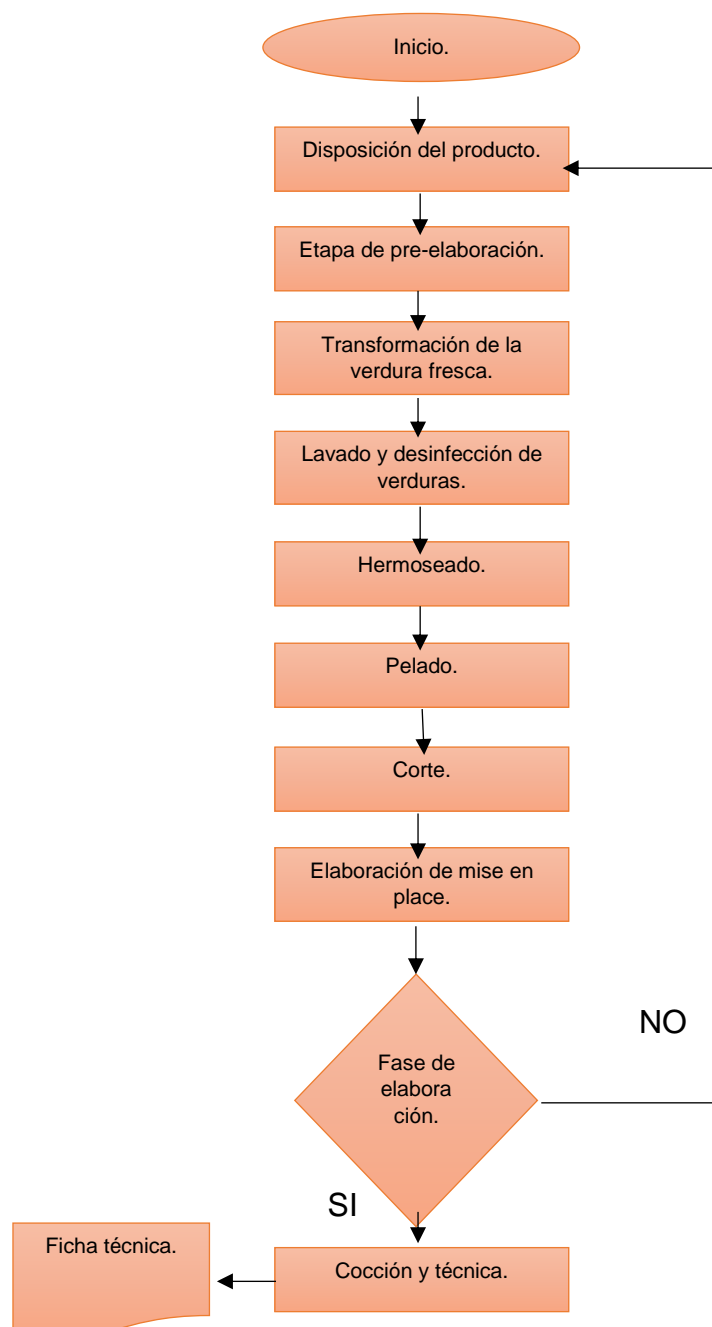 Inicio.
Disposición del producto.
Etapa de pre-elaboración.
Transformación de la
verdura fresca.
Lavado y desinfección de
verduras.
Hermoseado.
Pelado.
Corte.
Elaboración de mise en
place.
NO
Fase de
elabora
ción.
SI
Ficha técnica.
Cocción y técnica.